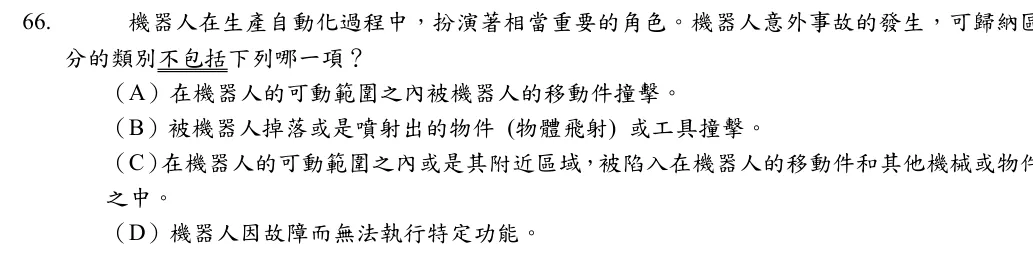 66. 機器人在生產自動化過程中，扮演著相當重要的角色。機器人意外事故的發生，可歸納
分的類別不包括下列哪一項？
（A）在機器人的可動範圍之內被機器人的移動件撞擊。
（B）被機器人掉落或是噴射出的物件 (物體飛射) 或工具撞擊。
（C）在機器人的可動範圍之內或是其附近區域，被陷入在機器人的移動件和其他機械或物件
之中。
（D）機器人因故障而無法執行特定功能。